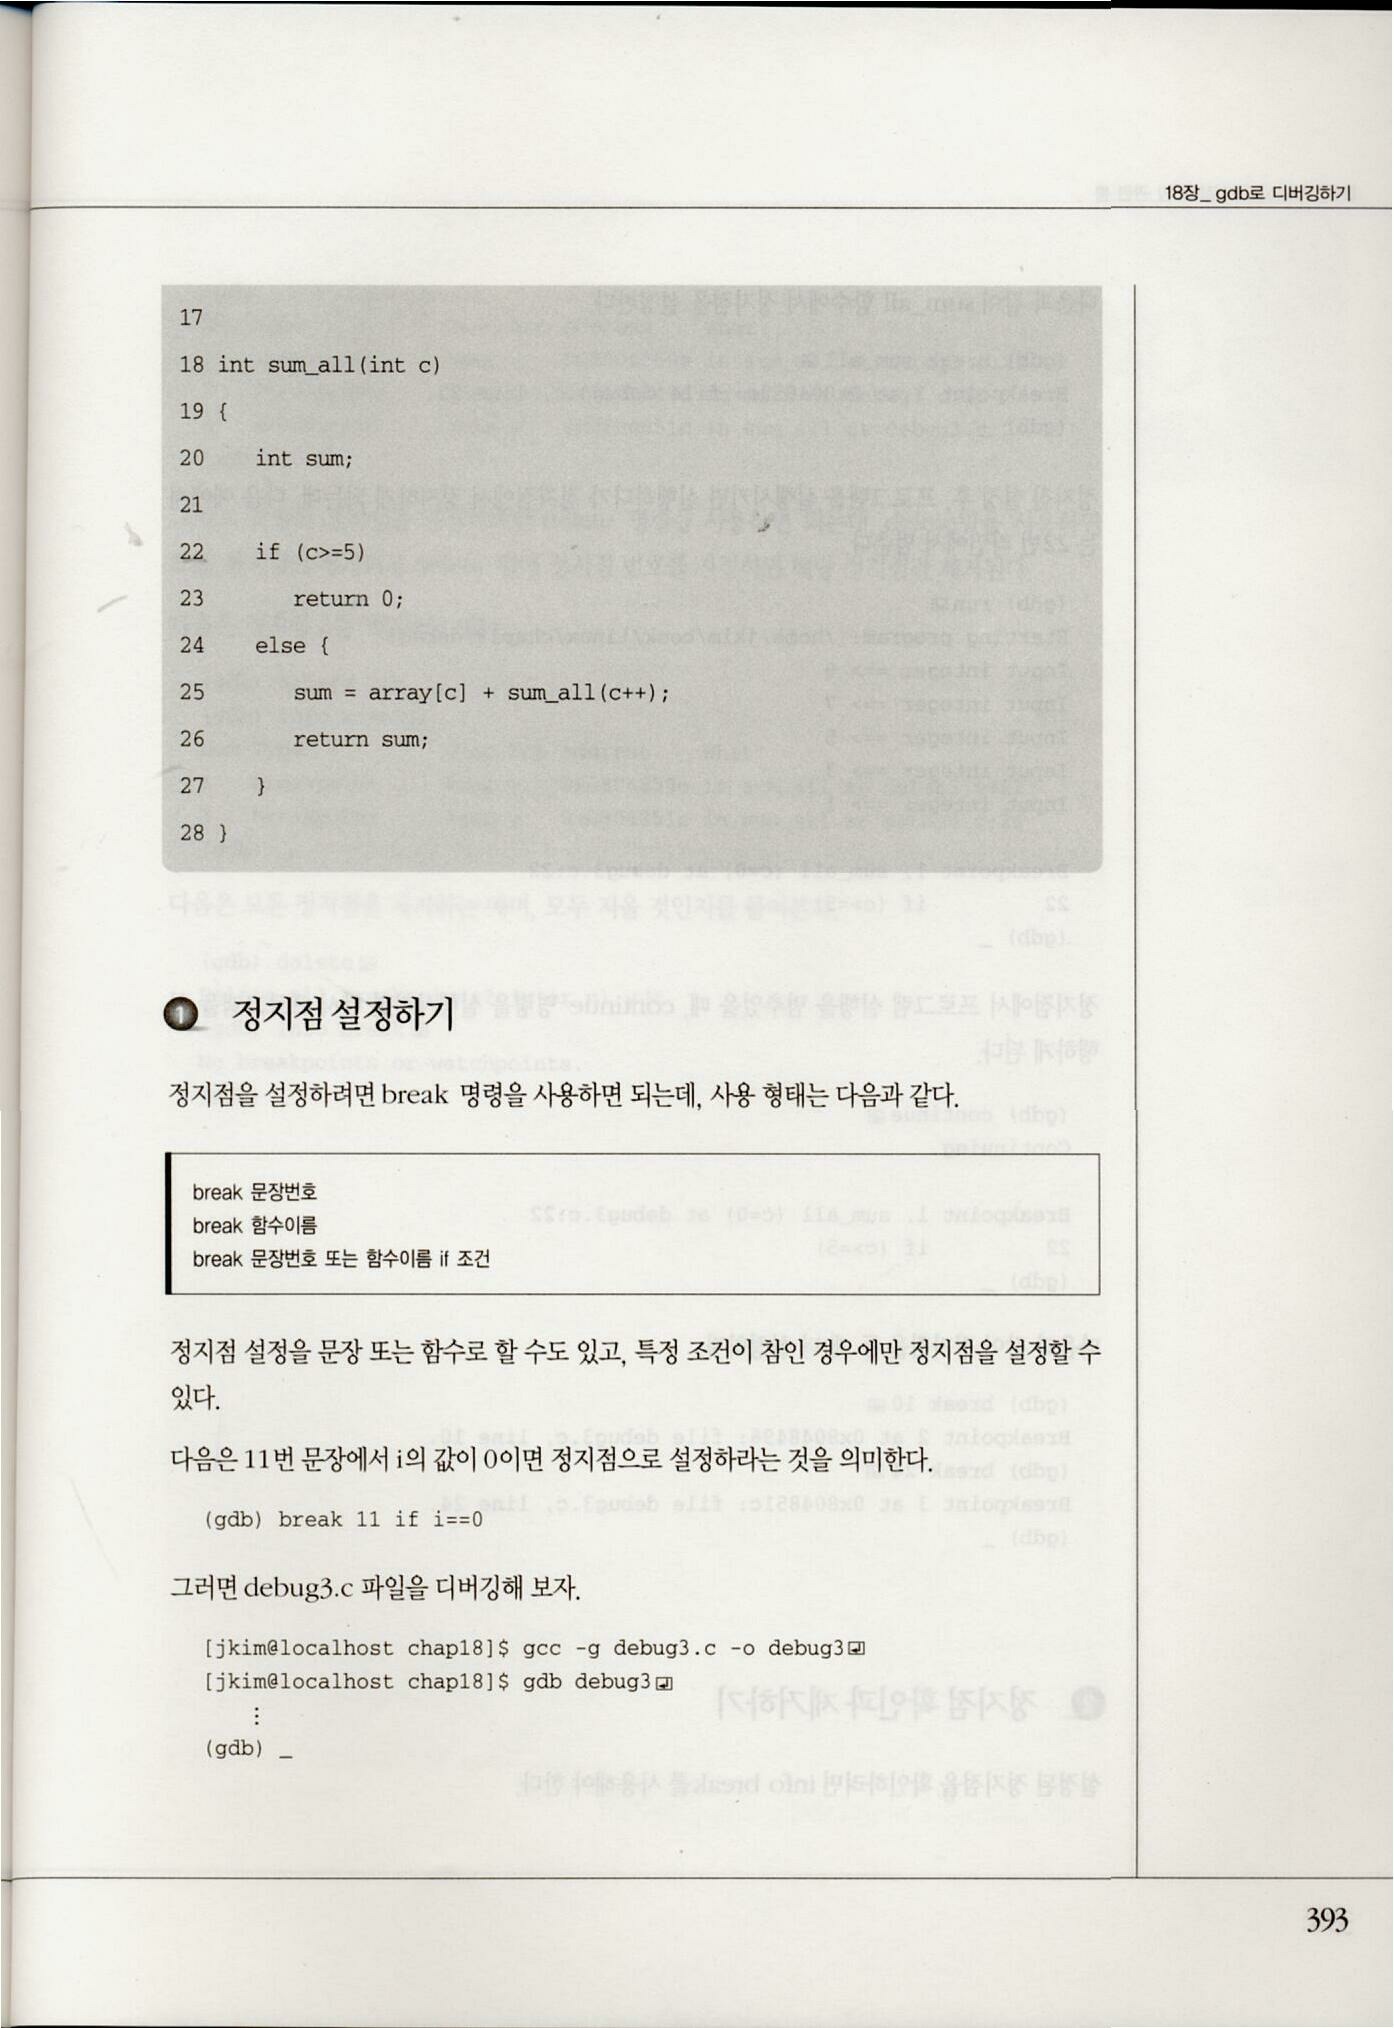 18장_ gdb로 디버깅하기
17
18 int sum_all(int c)
19 {
20    int sum;
21
22    if (c>=5)
23       return 0;
24    else {
25       sum = array[c] + sum_all(c++);
26       return sum;
27    }
28 }
1 정지점 설정하기
정지점을 설정하려면 break 명령을 사용하면 되는데, 사용 형태는 다음과 같다.
break 문장번호
break 함수이름
break 문장번호 또는 함수이름 if 조건
정지점 설정을 문장 또는 함수로 할 수도 있고, 특정 조건이 참인 경우에만 정지점을 설정할 수
있다.
다음은 11번 문장에서 i의 값이 0이면 정지점으로 설정하라는 것을 의미한다.
(gdb) break 11 if i==0
그러면 debug3.c 파일을 디버깅해 보자.
[jkim@localhost chap18]$ gcc -g debug3.c -o debug3↵
[jkim@localhost chap18]$ gdb debug3↵
⋮
(gdb) _
393